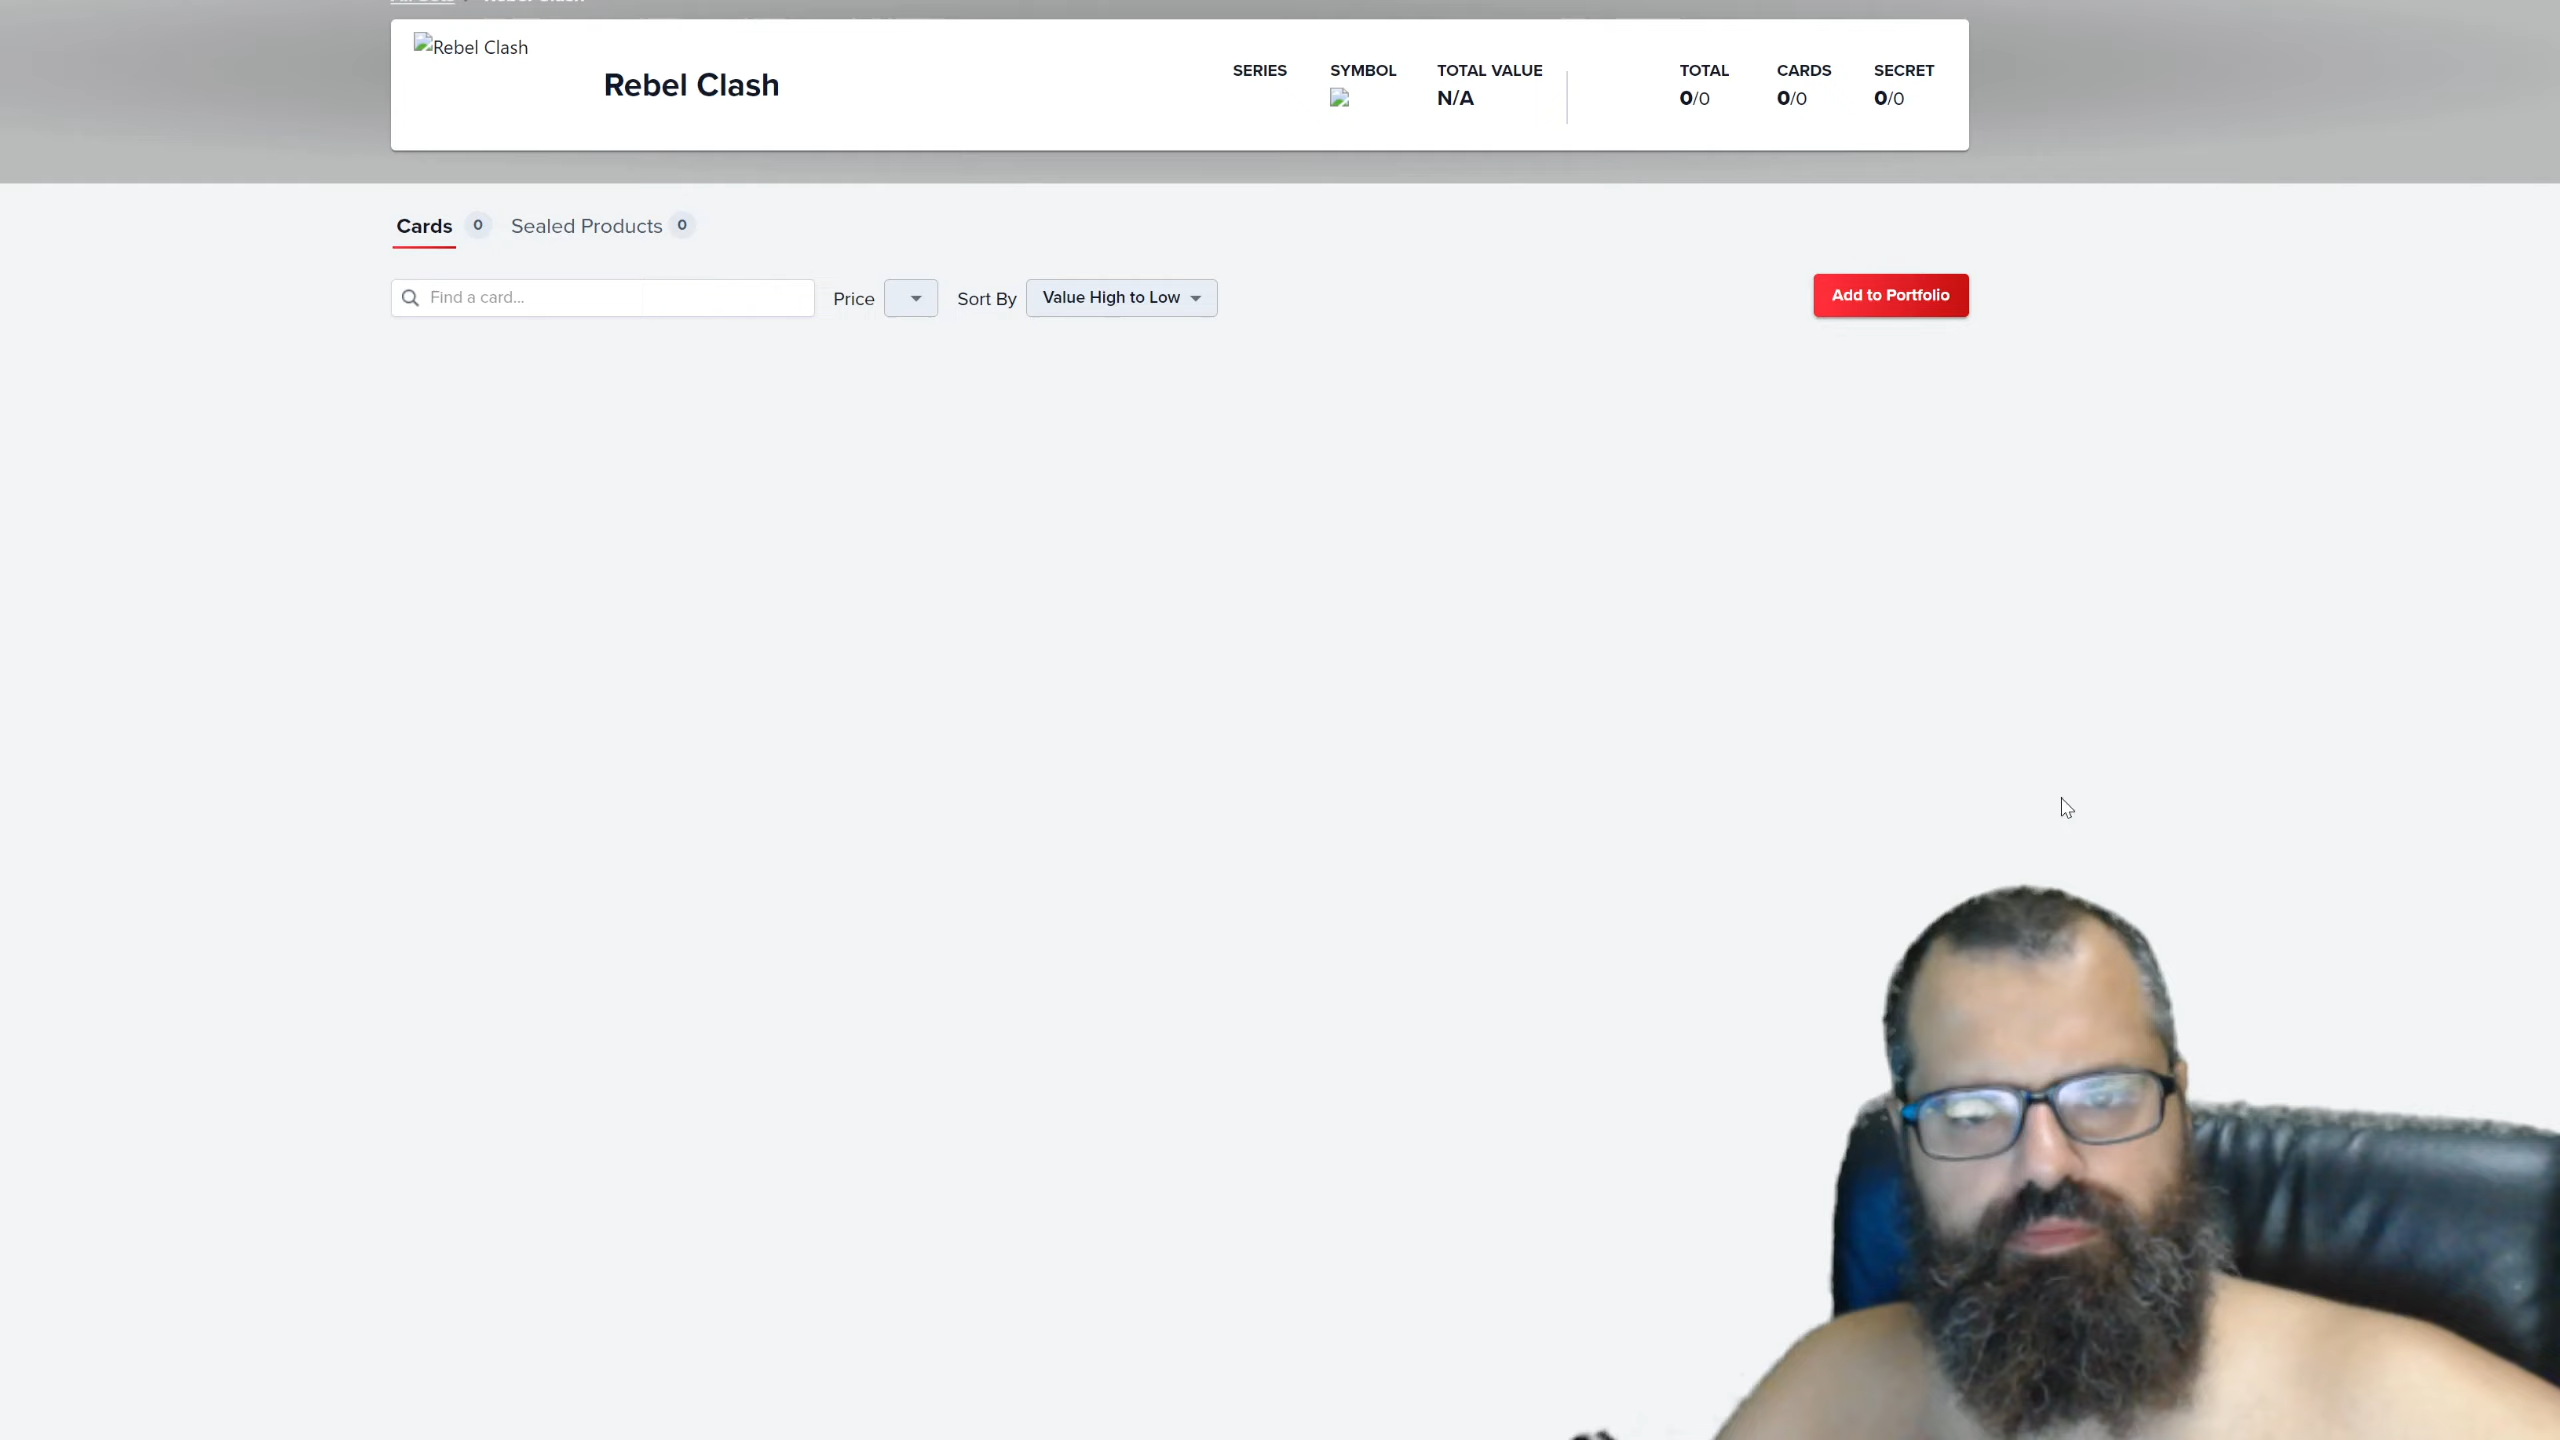 Rebel Clash
Rebel Clash
SERIES
SYMBOL
TOTAL VALUE
N/A
TOTAL
0/0
CARDS
0/0
SECRET
0/0
Cards 0 Sealed Products 0
Find a card...
Price
Sort By Value High to Low
Add to Portfolio